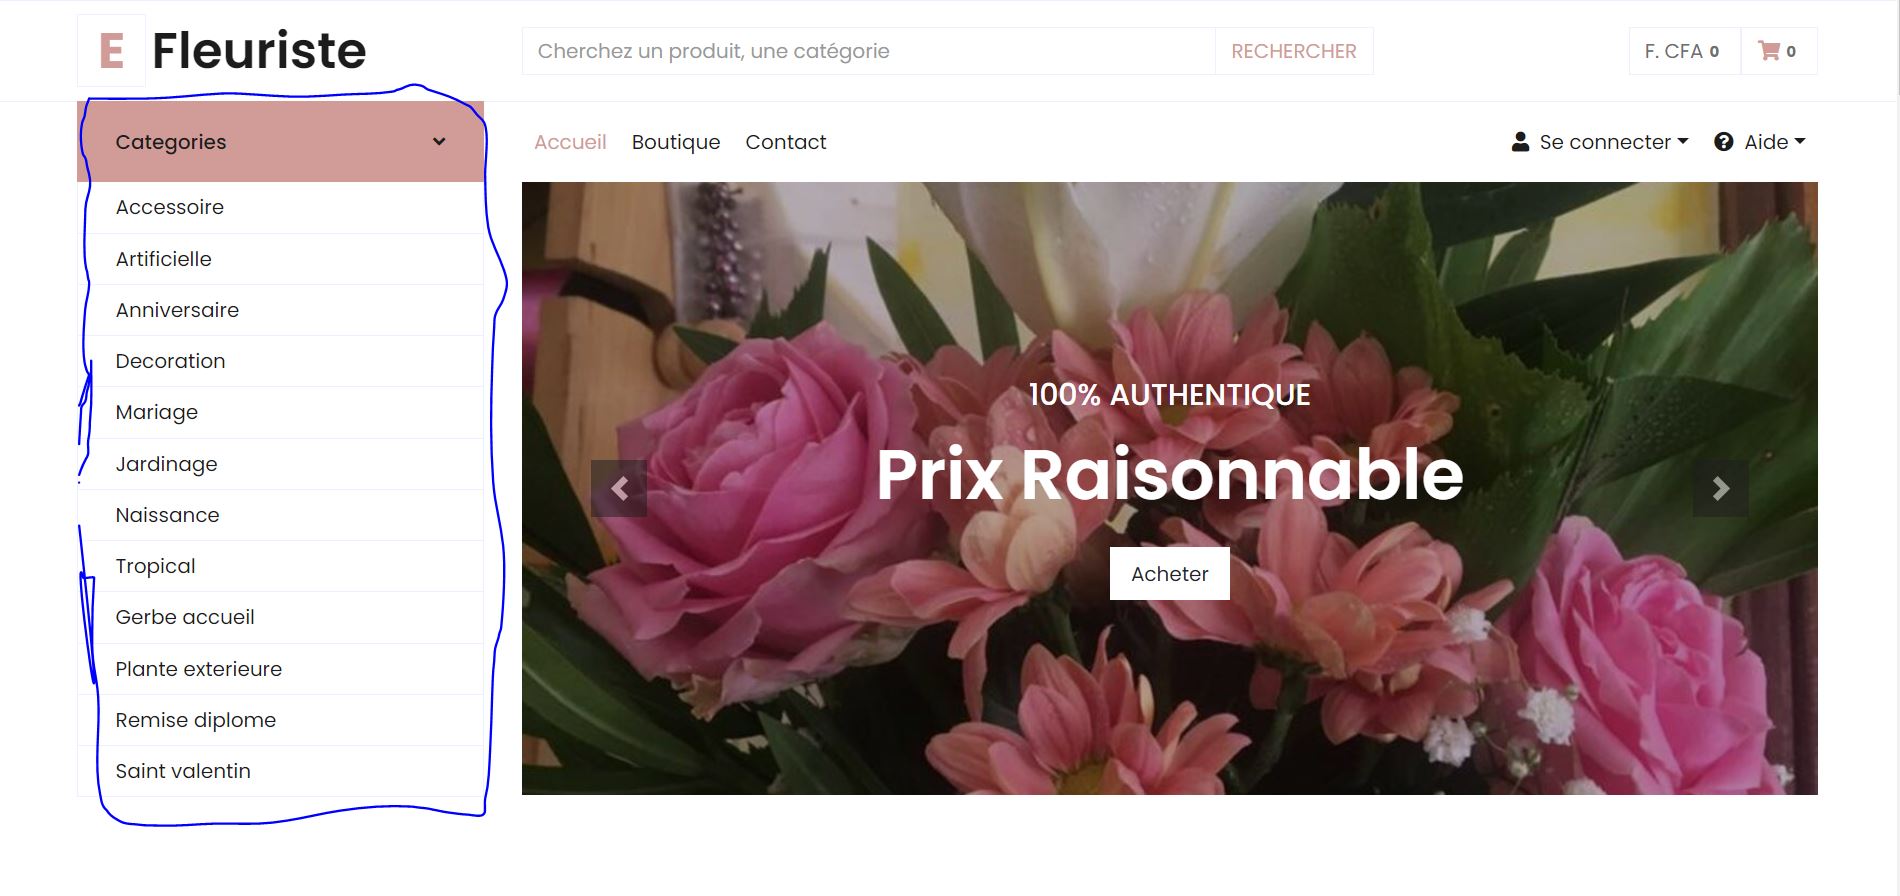 E Fleuriste
Cherchez un produit, une catégorie
RECHERCHER
F. CFA 0
0
Categories
Accueil Boutique Contact
Se connecter
Aide
Accessoire
Artificielle
Anniversaire
Decoration
Mariage
Jardinage
Naissance
Tropical
Gerbe accueil
Plante exterieure
Remise diplome
Saint valentin
100% AUTHENTIQUE
Prix Raisonnable
Acheter